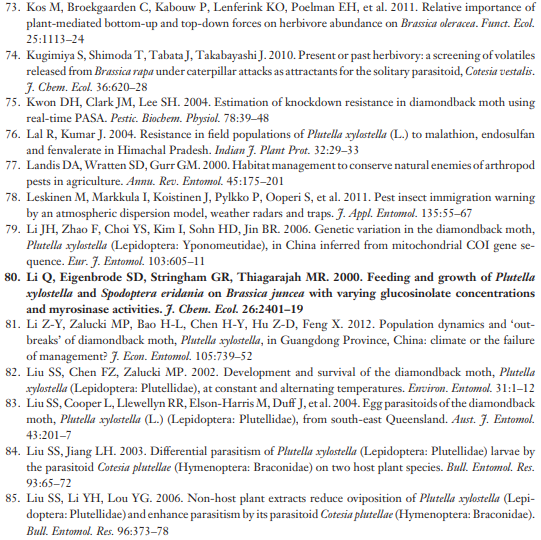 73. Kos M, Broekgaarden C, Kabouw P, Lenferink KO, Poelman EH, et al. 2011. Relative importance of
plant-mediated bottom-up and top-down forces on herbivore abundance on Brassica oleracea. Funct. Ecol.
25:1113–24
74. Kugimiya S, Shimoda T, Tabata J, Takabayashi J. 2010. Present or past herbivory: a screening of volatiles
released from Brassica rapa under caterpillar attacks as attractants for the solitary parasitoid, Cotesia vestalis.
J. Chem. Ecol. 36:620–28
75. Kwon DH, Clark JM, Lee SH. 2004. Estimation of knockdown resistance in diamondback moth using
real-time PASA. Pestic. Biochem. Physiol. 78:39–48
76. Lal R, Kumar J. 2004. Resistance in field populations of Plutella xylostella (L.) to malathion, endosulfan
and fenvalerate in Himachal Pradesh. Indian J. Plant Prot. 32:29–33
77. Landis DA, Wratten SD, Gurr GM. 2000. Habitat management to conserve natural enemies of arthropod
pests in agriculture. Annu. Rev. Entomol. 45:175–201
78. Leskinen M, Markkula I, Koistinen J, Pylkko P, Ooperi S, et al. 2011. Pest insect immigration warning
by an atmospheric dispersion model, weather radars and traps. J. Appl. Entomol. 135:55–67
79. Li JH, Zhao F, Choi YS, Kim I, Sohn HD, Jin BR. 2006. Genetic variation in the diamondback moth,
Plutella xylostella (Lepidoptera: Yponomeutidae), in China inferred from mitochondrial COI gene se-
quence. Eur. J. Entomol. 103:605–11
80. Li Q, Eigenbrode SD, Stringham GR, Thiagarajah MR. 2000. Feeding and growth of Plutella
xylostella and Spodoptera eridania on Brassica juncea with varying glucosinolate concentrations
and myrosinase activities. J. Chem. Ecol. 26:2401–19
81. Li Z-Y, Zalucki MP, Bao H-L, Chen H-Y, Hu Z-D, Feng X. 2012. Population dynamics and ‘out-
breaks’ of diamondback moth, Plutella xylostella, in Guangdong Province, China: climate or the failure
of management? J. Econ. Entomol. 105:739–52
82. Liu SS, Chen FZ, Zalucki MP. 2002. Development and survival of the diamondback moth, Plutella
xylostella (Lepidoptera: Plutellidae), at constant and alternating temperatures. Environ. Entomol. 31:1–12
83. Liu SS, Cooper L, Llewellyn RR, Elson-Harris M, Duff J, et al. 2004. Egg parasitoids of the diamondback
moth, Plutella xylostella (L.) (Lepidoptera: Plutellidae), from south-east Queensland. Aust. J. Entomol.
43:201–7
84. Liu SS, Jiang LH. 2003. Differential parasitism of Plutella xylostella (Lepidoptera: Plutellidae) larvae by
the parasitoid Cotesia plutellae (Hymenoptera: Braconidae) on two host plant species. Bull. Entomol. Res.
93:65–72
85. Liu SS, Li YH, Lou YG. 2006. Non-host plant extracts reduce oviposition of Plutella xylostella (Lepi-
doptera: Plutellidae) and enhance parasitism by its parasitoid Cotesia plutellae (Hymenoptera: Braconidae).
Bull. Entomol. Res. 96:373–78